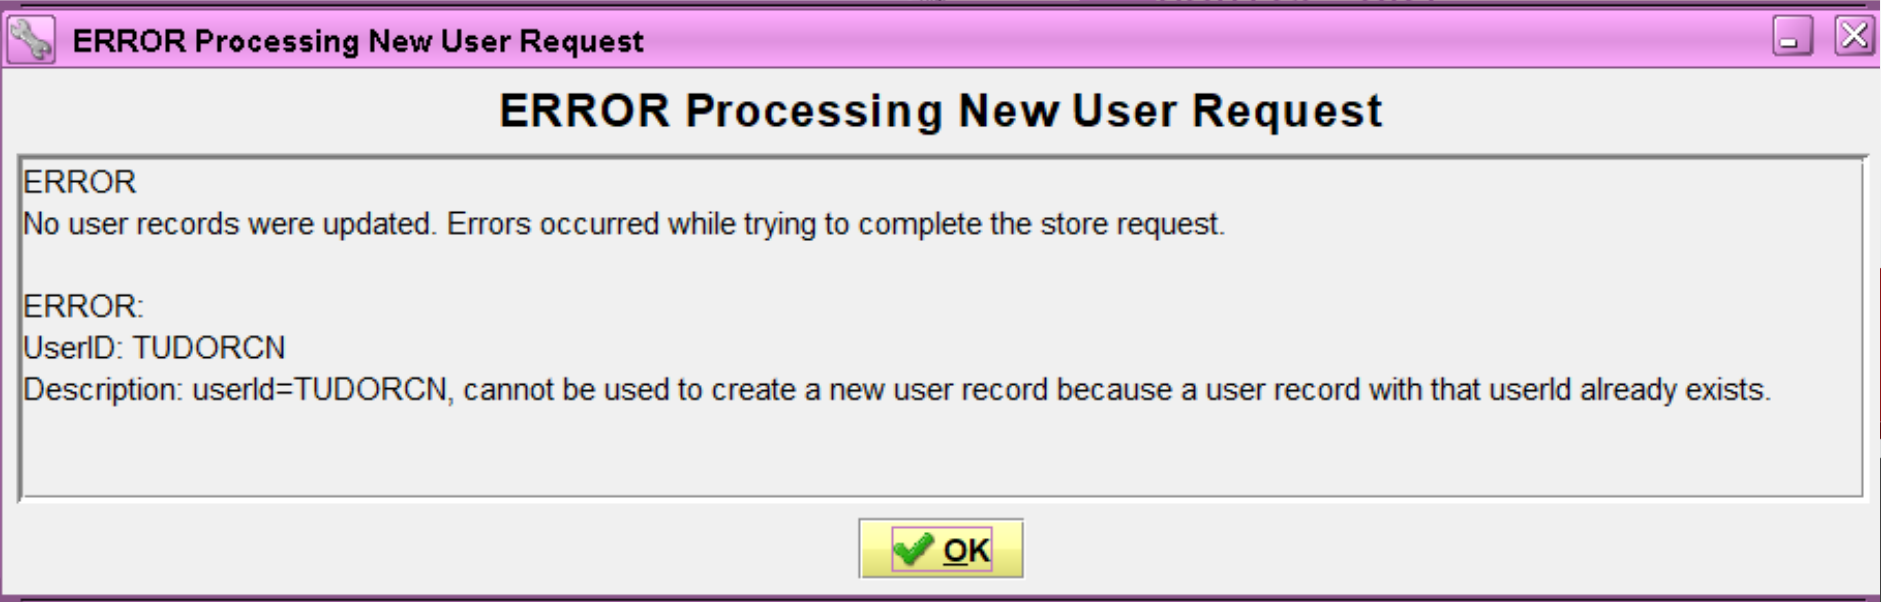 ERROR Processing New User Request
ERROR Processing New User Request
ERROR
No user records were updated. Errors occurred while trying to complete the store request.
ERROR:
UserID: TUDORCN
Description: userId=TUDORCN, cannot be used to create a new user record because a user record with that userId already exists.
OK